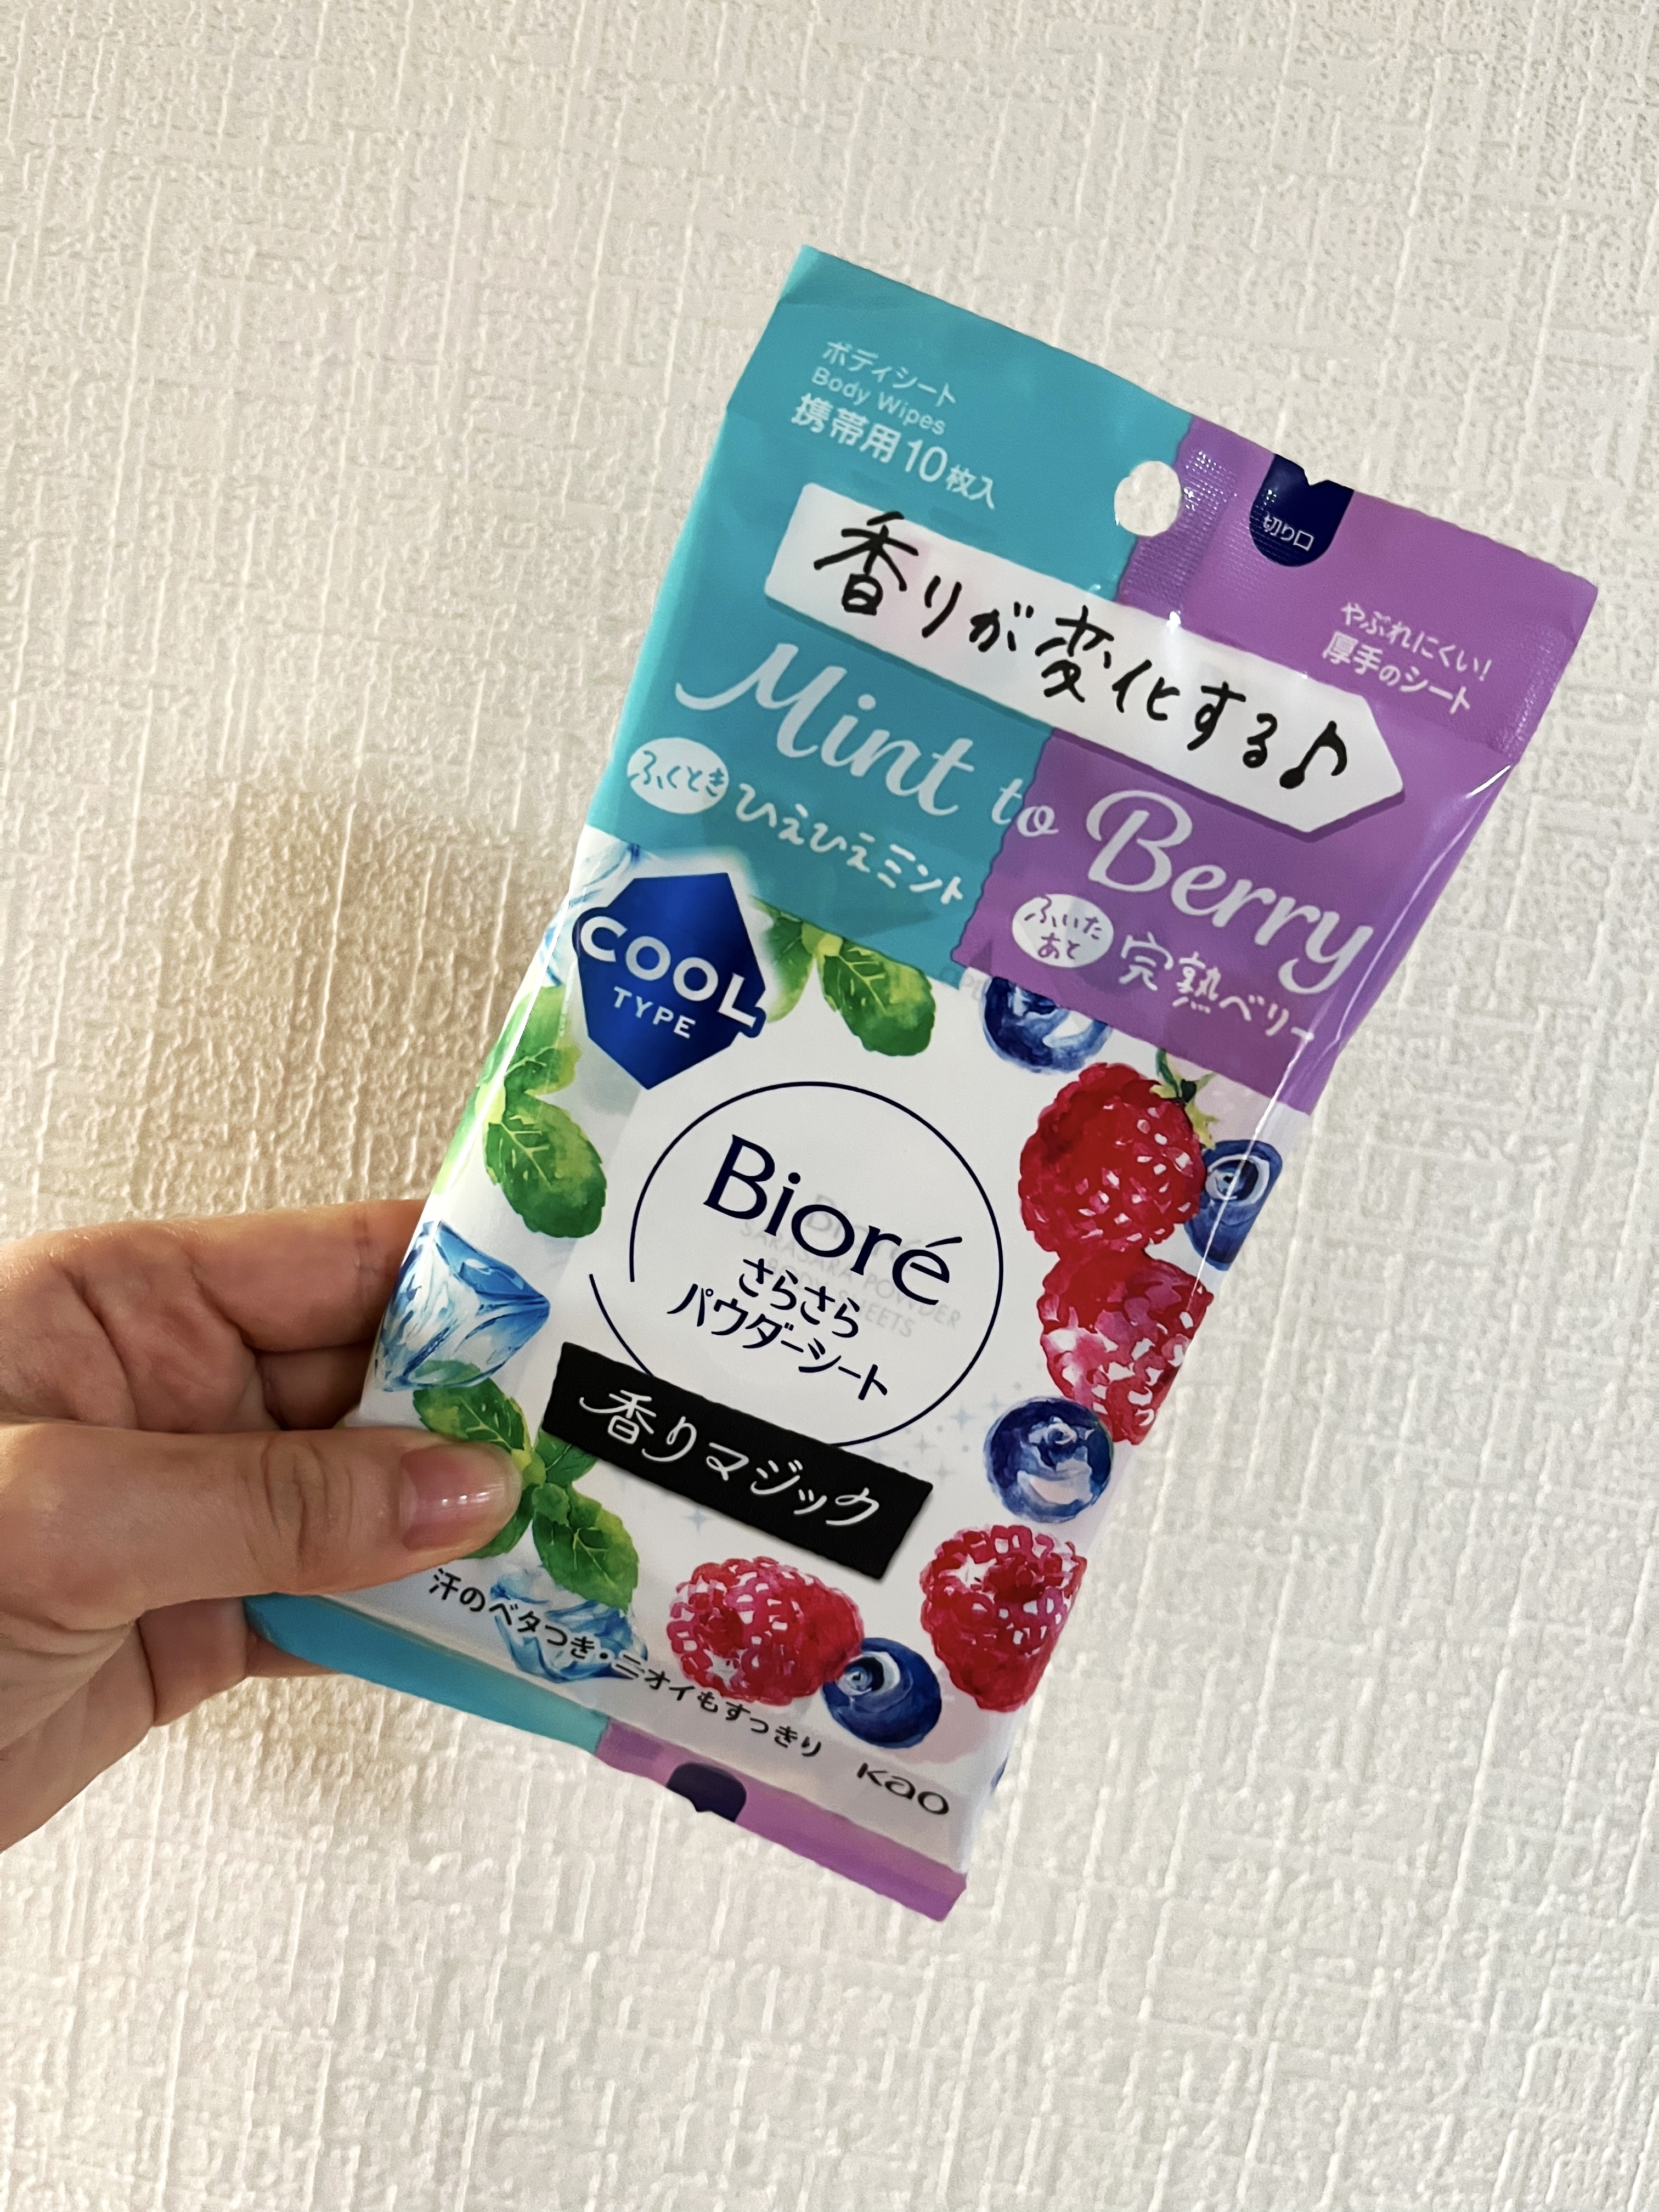 ボディシート
Body Wipes
携帯用10枚入
切り口
やぶれにくい!
厚手のシート
香りが変化する♪
Mint to Berry
ふくとき ひえひえミント
ふいた
あと
完熟ベリー
COOL
TYPE
Bioré
さらさら
パウダーシート
香りマジック
汗のベタつき・ニオイもすっきり
Kao